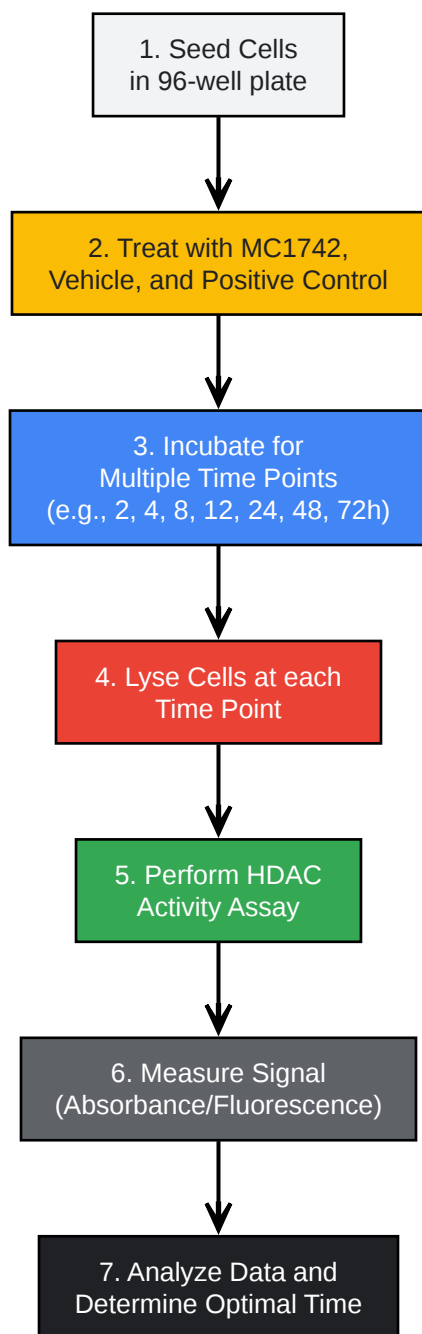 1. Seed Cells
in 96-well plate
2. Treat with MC1742,
Vehicle, and Positive Control
3. Incubate for
Multiple Time Points
(e.g., 2, 4, 8, 12, 24, 48, 72h)
4. Lyse Cells at each
Time Point
5. Perform HDAC
Activity Assay
6. Measure Signal
(Absorbance/Fluorescence)
7. Analyze Data and
Determine Optimal Time